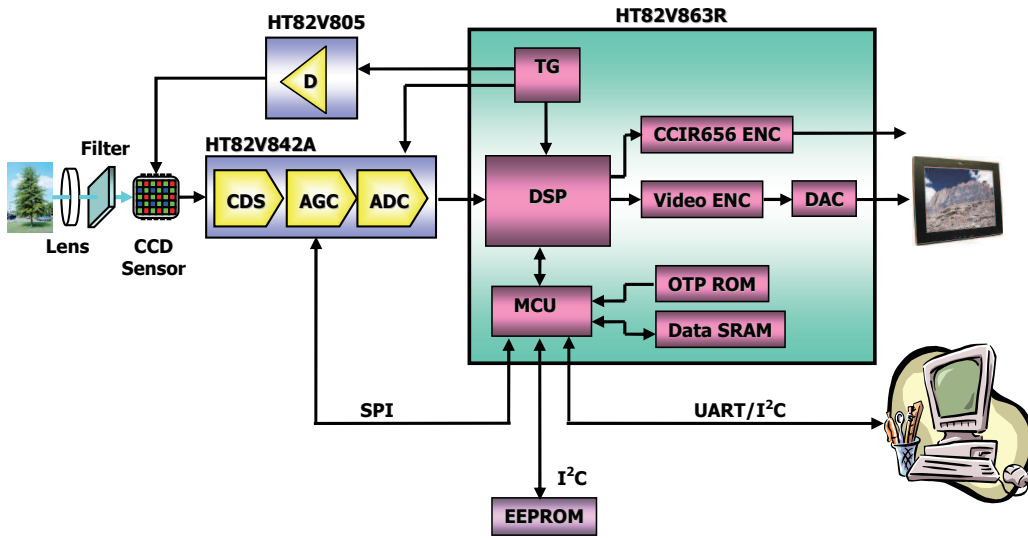 HT82V805
HT82V863R
D
TG
HT82V842A
CCIR656 ENC
Filter
CDS
AGC
ADC
DSP
Video ENC
DAC
Lens
CCD
Sensor
MCU
OTP ROM
Data SRAM
SPI
UART/I²C
I²C
EEPROM